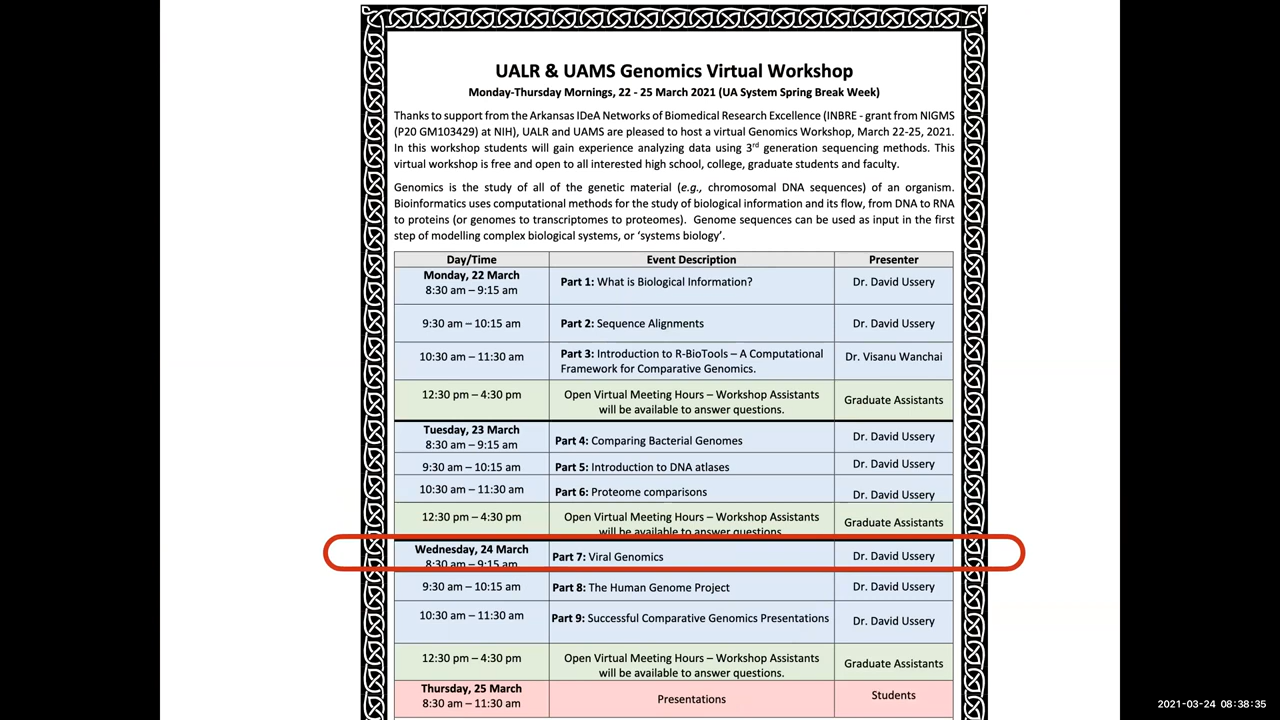 UALR & UAMS Genomics Virtual Workshop
Monday-Thursday Mornings, 22 - 25 March 2021 (UA System Spring Break Week)
Thanks to support from the Arkansas IDeA Networks of Biomedical Research Excellence (INBRE - grant from NIGMS
(P20 GM103429) at NIH), UALR and UAMS are pleased to host a virtual Genomics Workshop, March 22-25, 2021.
In this workshop students will gain experience analyzing data using 3rd generation sequencing methods. This
virtual workshop is free and open to all interested high school, college, graduate students and faculty.
Genomics is the study of all of the genetic material (e.g., chromosomal DNA sequences) of an organism.
Bioinformatics uses computational methods for the study of biological information and its flow, from DNA to RNA
to proteins (or genomes to transcriptomes to proteomes). Genome sequences can be used as input in the first
step of modelling complex biological systems, or ‘systems biology’.
Day/Time Event Description Presenter
Monday, 22 March
8:30 am – 9:15 am Part 1: What is Biological Information? Dr. David Ussery
9:30 am – 10:15 am Part 2: Sequence Alignments Dr. David Ussery
10:30 am – 11:30 am Part 3: Introduction to R-BioTools – A Computational Dr. Visanu Wanchai
Framework for Comparative Genomics.
12:30 pm – 4:30 pm Open Virtual Meeting Hours – Workshop Assistants Graduate Assistants
will be available to answer questions.
Tuesday, 23 March
8:30 am – 9:15 am Part 4: Comparing Bacterial Genomes Dr. David Ussery
9:30 am – 10:15 am Part 5: Introduction to DNA atlases Dr. David Ussery
10:30 am – 11:30 am Part 6: Proteome comparisons Dr. David Ussery
12:30 pm – 4:30 pm Open Virtual Meeting Hours – Workshop Assistants Graduate Assistants
will be available to answer questions.
Wednesday, 24 March Part 7: Viral Genomics Dr. David Ussery
8:30 am – 9:15 am
9:30 am – 10:15 am Part 8: The Human Genome Project Dr. David Ussery
10:30 am – 11:30 am Part 9: Successful Comparative Genomics Presentations Dr. David Ussery
12:30 pm – 4:30 pm Open Virtual Meeting Hours – Workshop Assistants Graduate Assistants
will be available to answer questions.
Thursday, 25 March
8:30 am – 11:30 am Presentations Students
2021-03-24 08:38:35